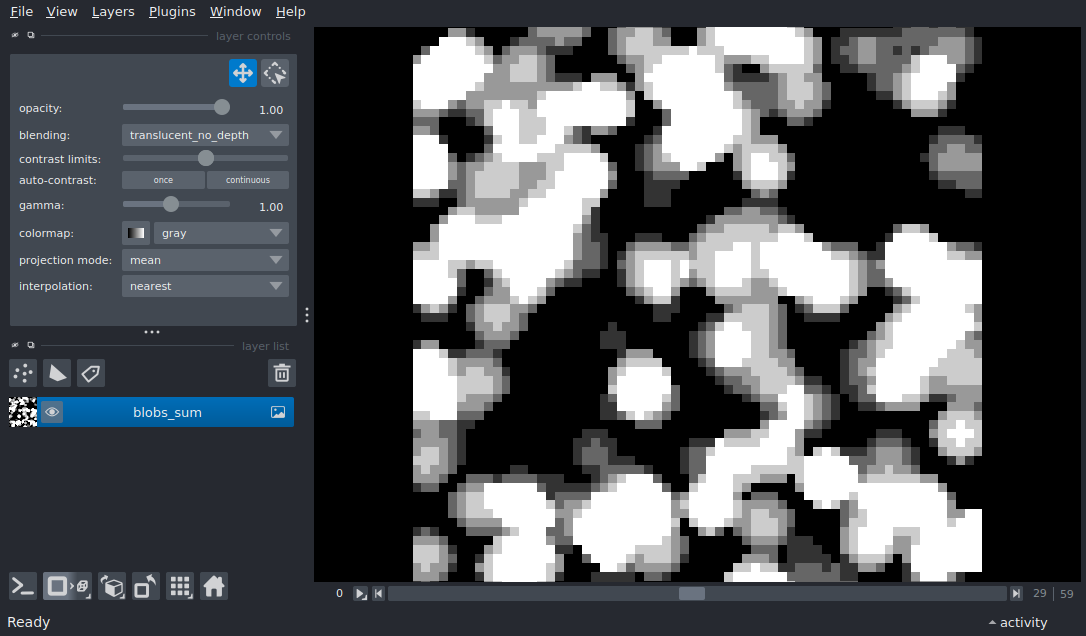 File View Layers Plugins Window Help
layer controls
opacity: 1.00
blending: translucent_no_depth
contrast limits:
auto-contrast: once continuous
gamma: 1.00
colormap: gray
projection mode: mean
interpolation: nearest
layer list
blobs_sum
0 29 59
Ready activity